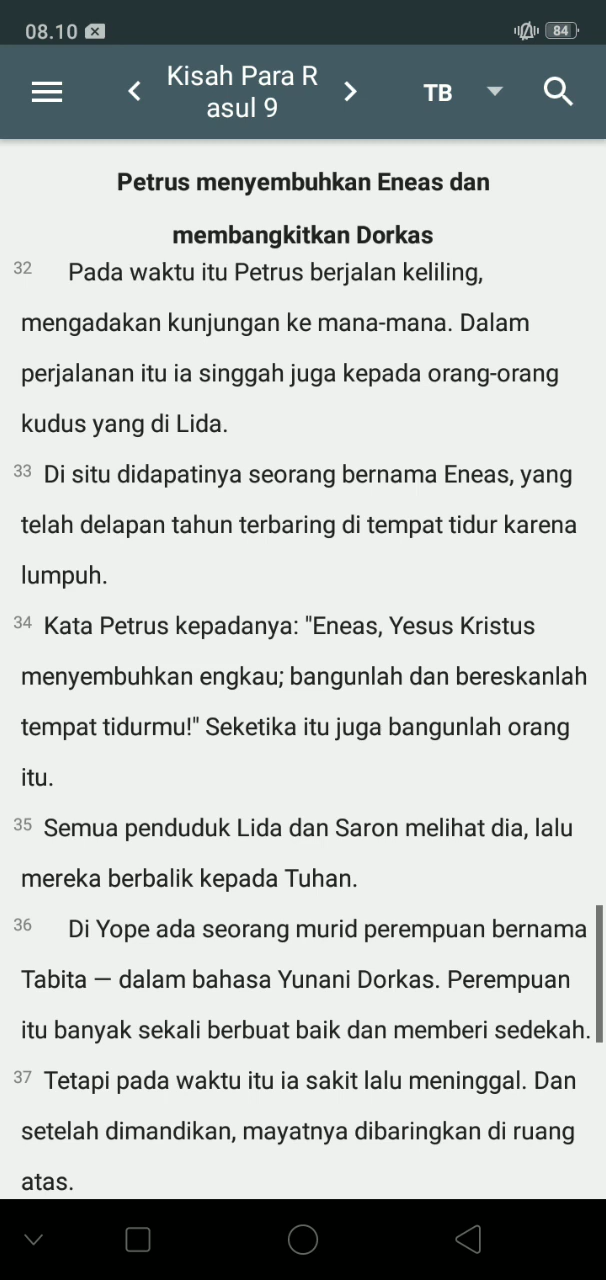 08.10
84
Kisah Para R
asul 9
TB
Petrus menyembuhkan Eneas dan
membangkitkan Dorkas
32 Pada waktu itu Petrus berjalan keliling,
mengadakan kunjungan ke mana-mana. Dalam
perjalanan itu ia singgah juga kepada orang-orang
kudus yang di Lida.
33 Di situ didapatinya seorang bernama Eneas, yang
telah delapan tahun terbaring di tempat tidur karena
lumpuh.
34 Kata Petrus kepadanya: "Eneas, Yesus Kristus
menyembuhkan engkau; bangunlah dan bereskanlah
tempat tidurmu!" Seketika itu juga bangunlah orang
itu.
35 Semua penduduk Lida dan Saron melihat dia, lalu
mereka berbalik kepada Tuhan.
36 Di Yope ada seorang murid perempuan bernama
Tabita — dalam bahasa Yunani Dorkas. Perempuan
itu banyak sekali berbuat baik dan memberi sedekah.
37 Tetapi pada waktu itu ia sakit lalu meninggal. Dan
setelah dimandikan, mayatnya dibaringkan di ruang
atas.